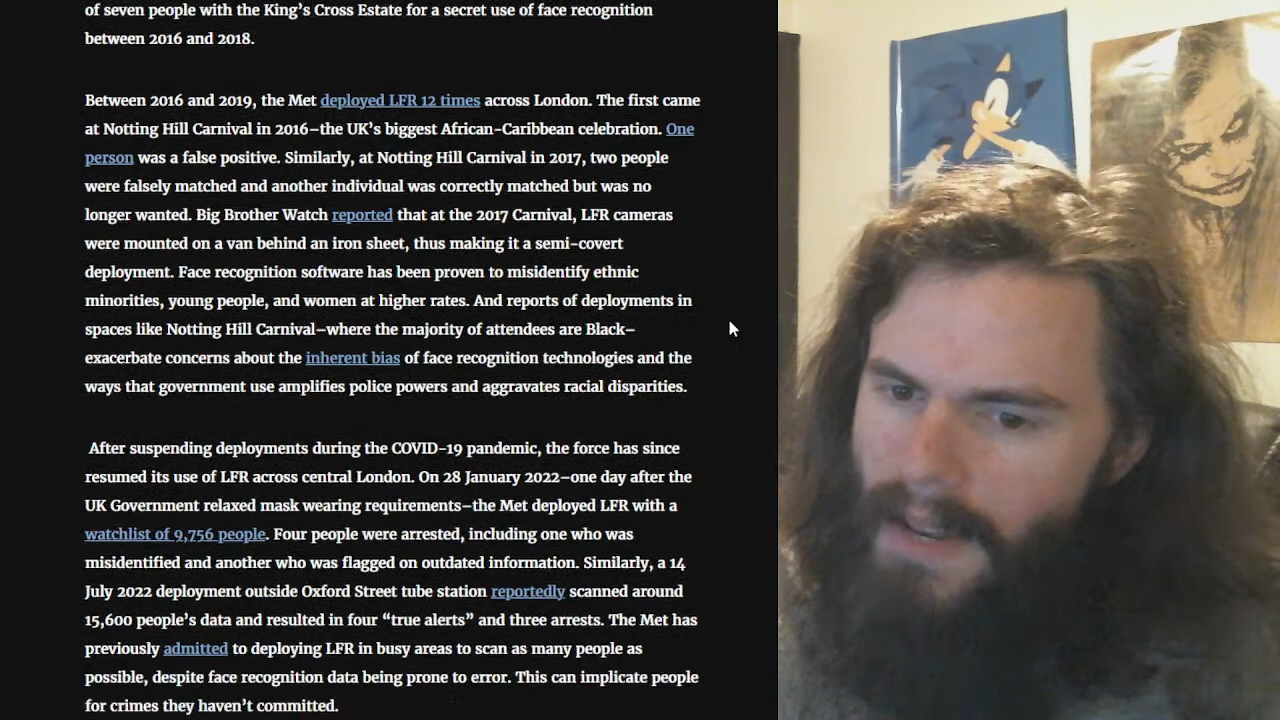 of seven people with the King's Cross Estate for a secret use of face recognition
between 2016 and 2018.
Between 2016 and 2019, the Met deployed LFR 12 times across London. The first came
at Notting Hill Carnival in 2016–the UK's biggest African-Caribbean celebration. One
person was a false positive. Similarly, at Notting Hill Carnival in 2017, two people
were falsely matched and another individual was correctly matched but was no
longer wanted. Big Brother Watch reported that at the 2017 Carnival, LFR cameras
were mounted on a van behind an iron sheet, thus making it a semi-covert
deployment. Face recognition software has been proven to misidentify ethnic
minorities, young people, and women at higher rates. And reports of deployments in
spaces like Notting Hill Carnival–where the majority of attendees are Black–
exacerbate concerns about the inherent bias of face recognition technologies and the
ways that government use amplifies police powers and aggravates racial disparities.
After suspending deployments during the COVID-19 pandemic, the force has since
resumed its use of LFR across central London. On 28 January 2022–one day after the
UK Government relaxed mask wearing requirements–the Met deployed LFR with a
watchlist of 9,756 people. Four people were arrested, including one who was
misidentified and another who was flagged on outdated information. Similarly, a 14
July 2022 deployment outside Oxford Street tube station reportedly scanned around
15,600 people's data and resulted in four “true alerts” and three arrests. The Met has
previously admitted to deploying LFR in busy areas to scan as many people as
possible, despite face recognition data being prone to error. This can implicate people
for crimes they haven't committed.